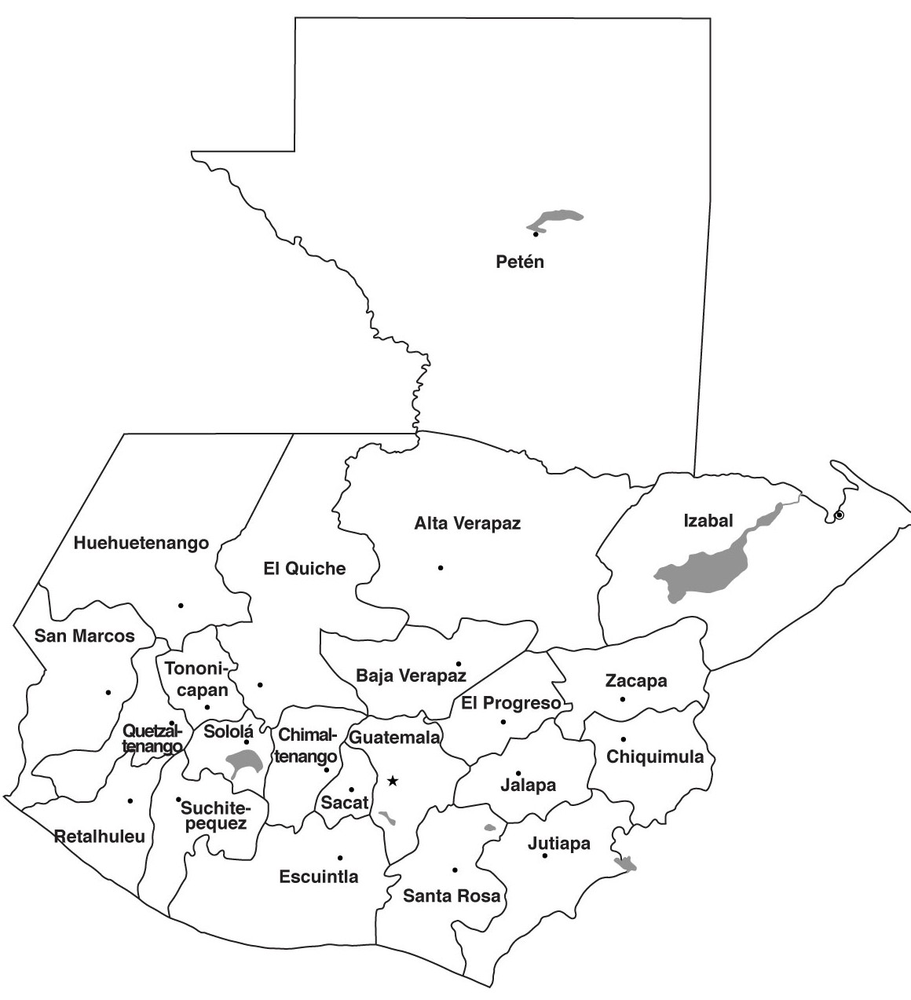 Petén
Alta Verapaz
Izabal
Huehuetenango
El Quiche
San Marcos
Tononi-
capan
Baja Verapaz
Zacapa
El Progreso
Quetzal-
tenango
Sololá
Chimal-
tenango
Guatemala
Chiquimula
Jalapa
Sacat
Suchite-
pequez
Retalhuleu
Jutiapa
Escuintla
Santa Rosa